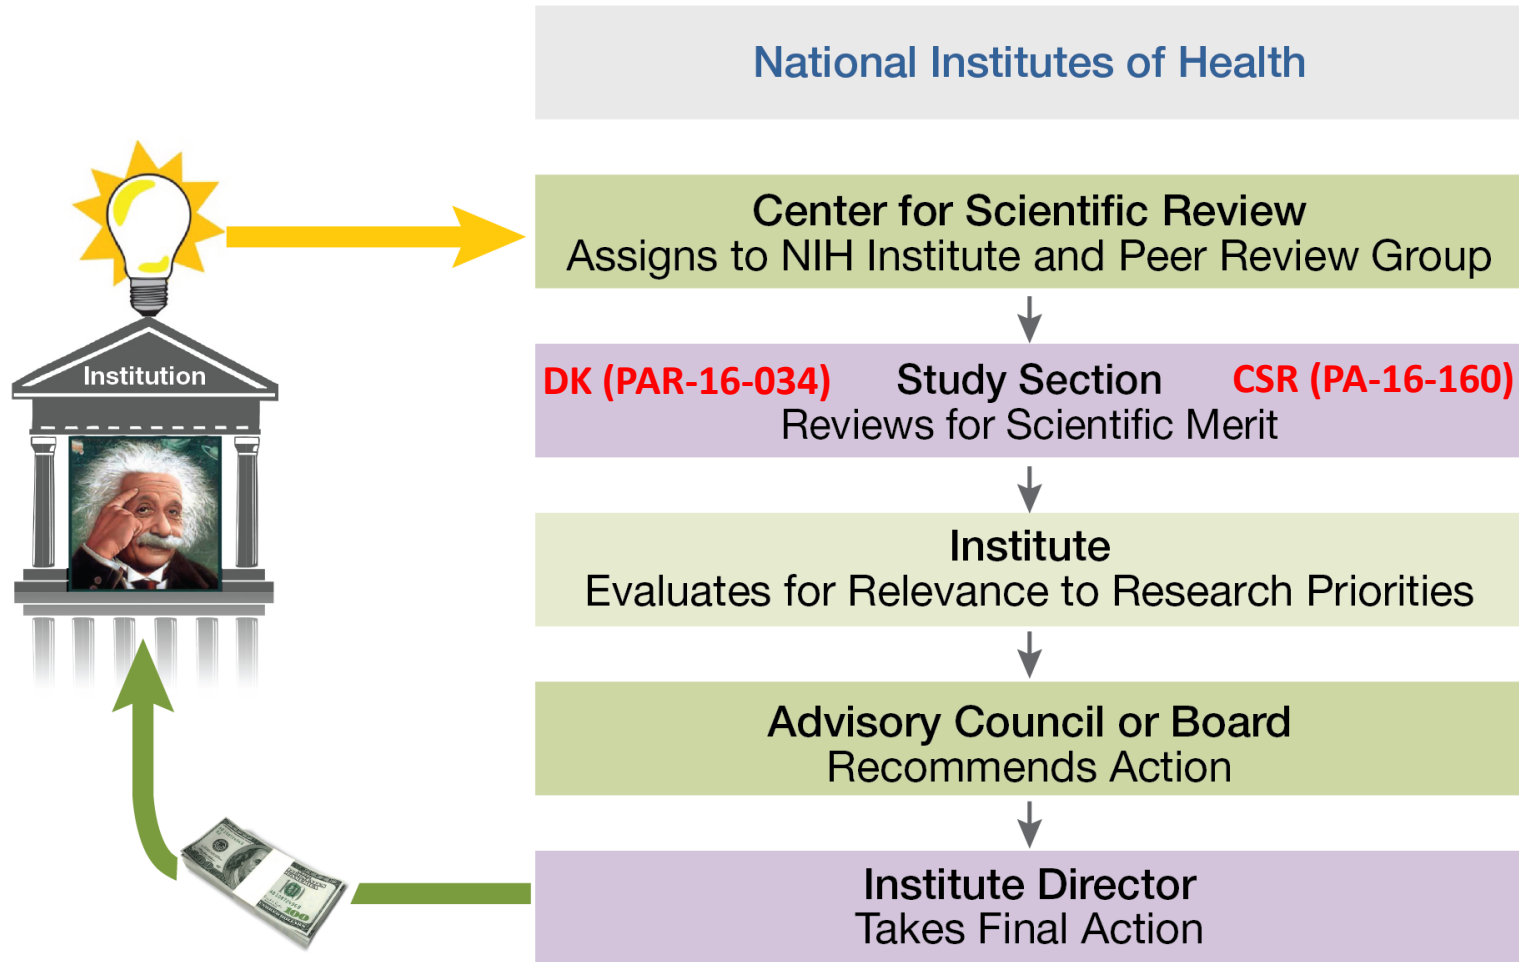 National Institutes of Health
Center for Scientific Review
Assigns to NIH Institute and Peer Review Group
DK (PAR-16-034) Study Section CSR (PA-16-160)
Reviews for Scientific Merit
Institution
Institute
Evaluates for Relevance to Research Priorities
Advisory Council or Board
Recommends Action
Institute Director
Takes Final Action
100